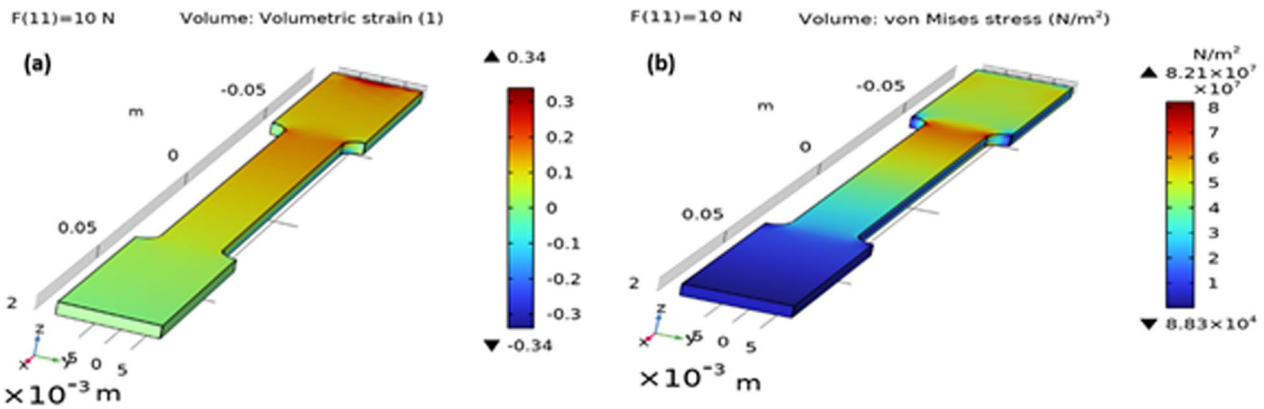 F(11)=10 N Volume: Volumetric strain (1)
(a)
▲ 0.34
-0.05
m
0
0.05
0.3
0.2
0.1
0
-0.1
-0.2
-0.3
▼ -0.34
2
z
y
x
5 0 5
×10⁻³ m
F(11)=10 N Volume: von Mises stress (N/m²)
(b)
N/m²
▲ 8.21×10⁷
×10⁷
-0.05
m
0
0.05
8
7
6
5
4
3
2
1
▼ 8.83×10⁴
2
z
y
x
5 0 5
×10⁻³ m